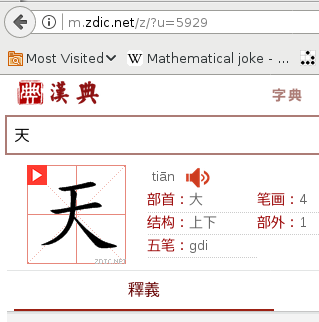 m.zdic.net/z/?u=5929
Most Visited W Mathematical joke - ...
漢典 字典
天
tiān
部首：大 笔画：4
结构：上下 部外：1
五笔：gdi
天
ZDIC.NET
釋義